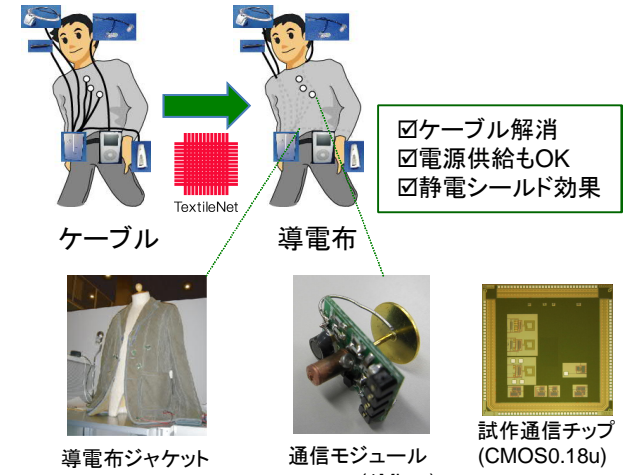 ☑ケーブル解消
☑電源供給もOK
☑静電シールド効果
TextileNet
ケーブル
導電布
導電布ジャケット
通信モジュール
試作通信チップ
(CMOS0.18u)